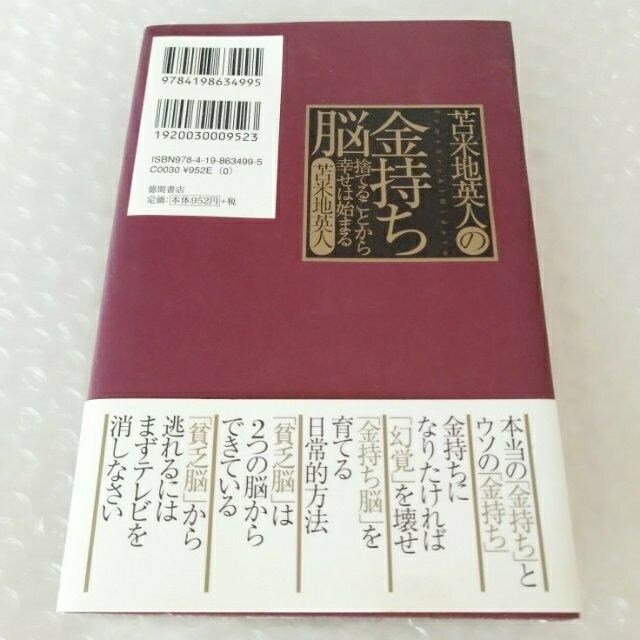 9784198634995
1920030009523
ISBN978-4-19-863499-5
C0030 ¥952E (0)
徳間書店
定価:本体952円+税
苫米地英人の
金持ち
脳
捨てることから
幸せは始まる
苫米地英人
本当の「金持ち」と
ウソの「金持ち」
金持ちに
なりたければ
「幻覚」を壊せ
「金持ち脳」を
育てる
日常的方法
「貧乏脳」は
2つの脳から
できている
「貧乏脳」から
逃れるには
まずテレビを
消しなさい